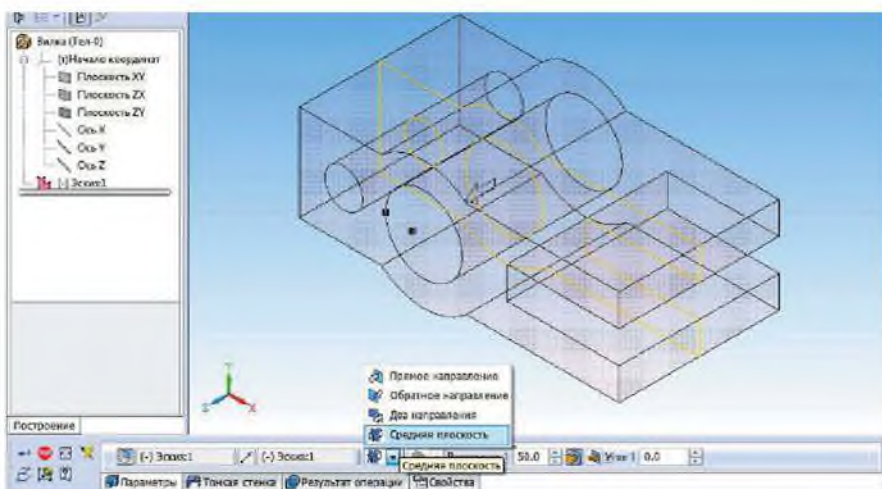 Вилка (Тел-0)
(т)Начало координат
Плоскость XY
Плоскость ZX
Плоскость ZY
Ось X
Ось Y
Ось Z
(-) Эскиз:1
Прямое направление
Обратное направление
Два направления
Средняя плоскость
Построение
(-) Эскиз:1
(-) Эскиз:1
50.0
Угол 1
0.0
Средняя плоскость
Параметры
Тонкая стенка
Результат операции
Свойства